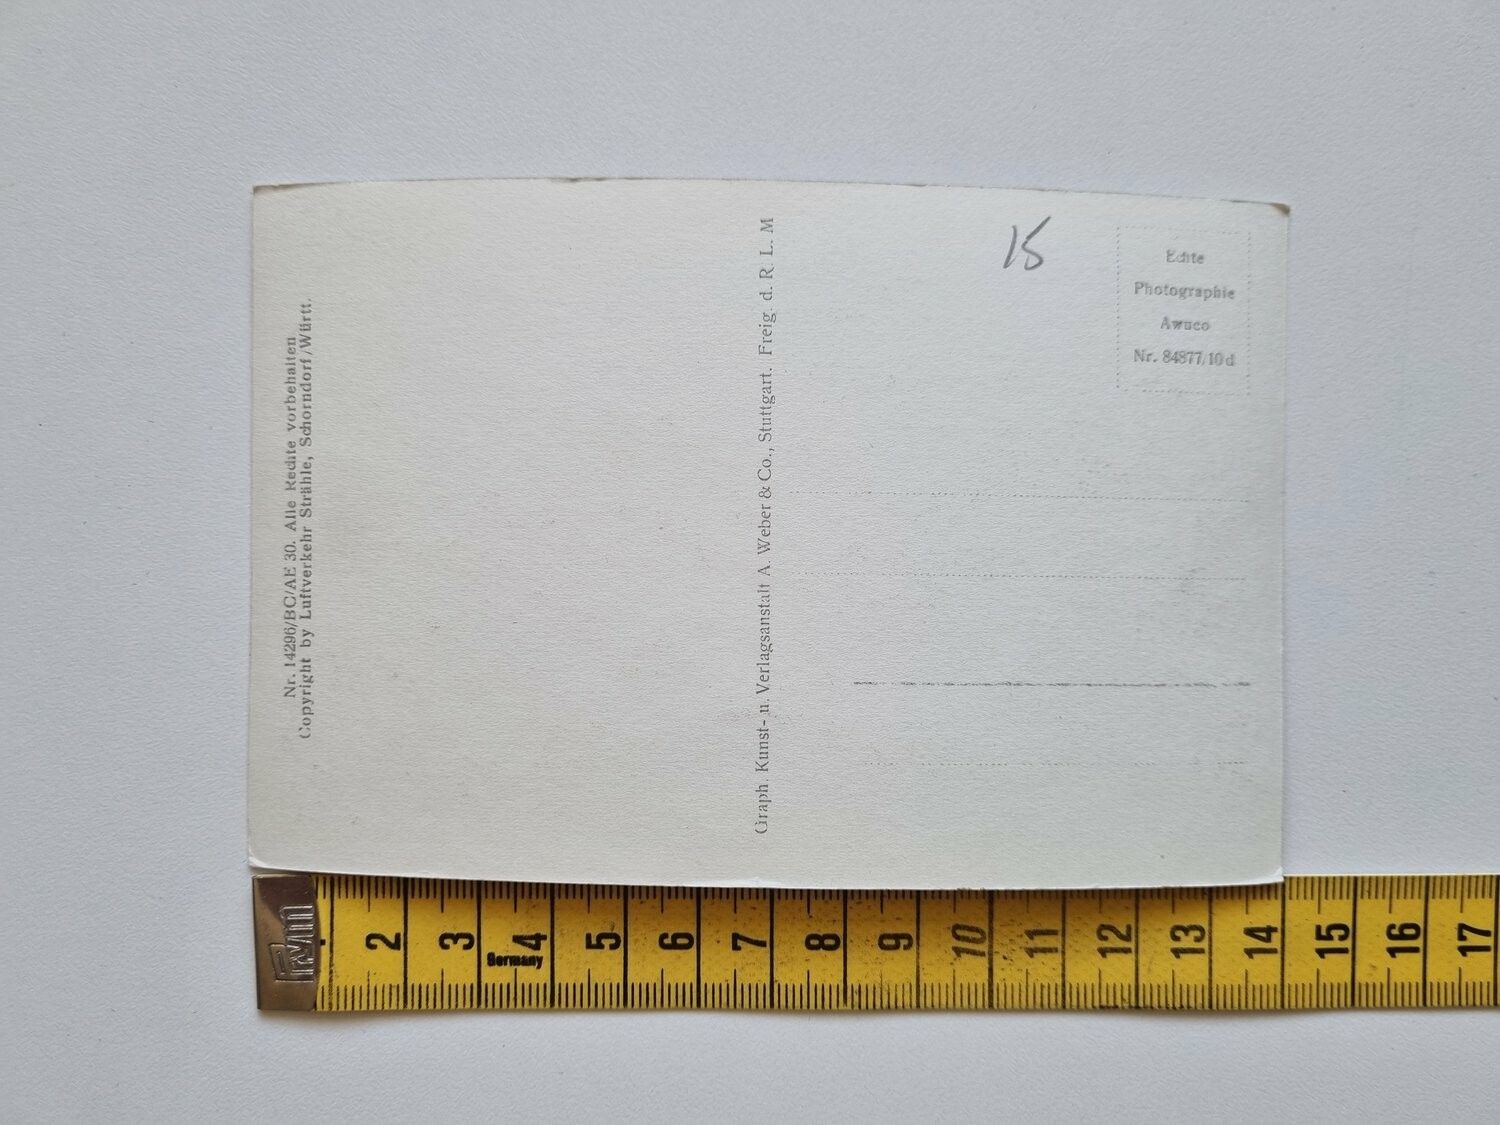 Nr. 14296/BC/AE 30. Alle Rechte vorbehalten
Copyright by Luftverkehr Strähle, Schorndorf/Württ.
Graph. Kunst- u. Verlagsanstalt A. Weber & Co., Stuttgart. Freig. d. R. L. M
15
Echte
Photographie
Awuco
Nr. 84877/10d
2 3 4 5 6 7 8 9 10 11 12 13 14 15 16 17
Germany